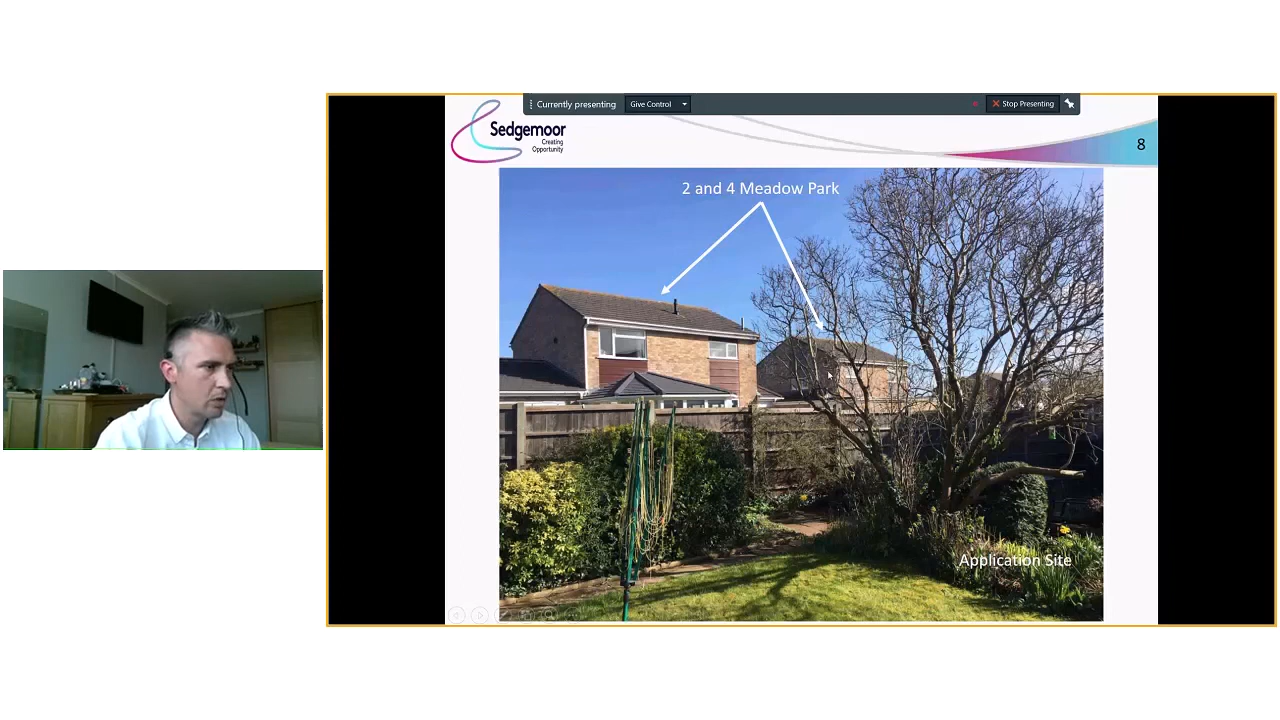 Currently presenting
Give Control
Stop Presenting
Sedgemoor
Creating
Opportunity
8
2 and 4 Meadow Park
Application Site